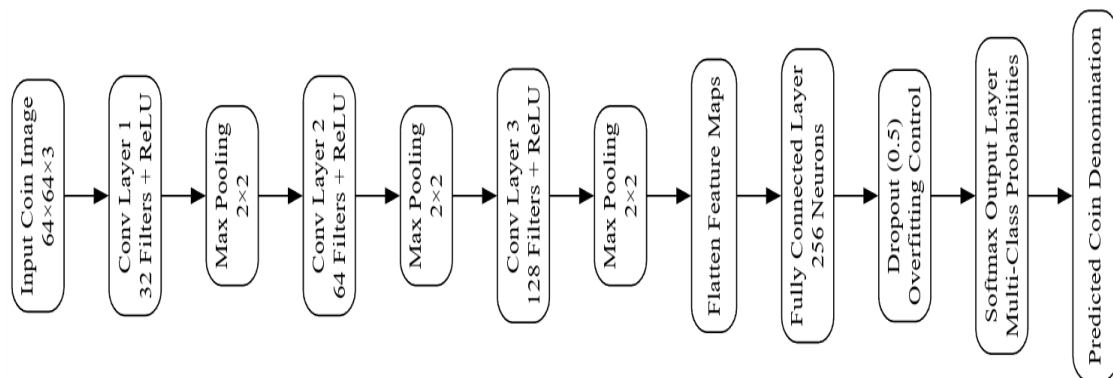 Input Coin Image
64×64×3
Conv Layer 1
32 Filters + ReLU
Max Pooling
2×2
Conv Layer 2
64 Filters + ReLU
Max Pooling
2×2
Conv Layer 3
128 Filters + ReLU
Max Pooling
2×2
Flatten Feature Maps
Fully Connected Layer
256 Neurons
Dropout (0.5)
Overfitting Control
Softmax Output Layer
Multi-Class Probabilities
Predicted Coin Denomination